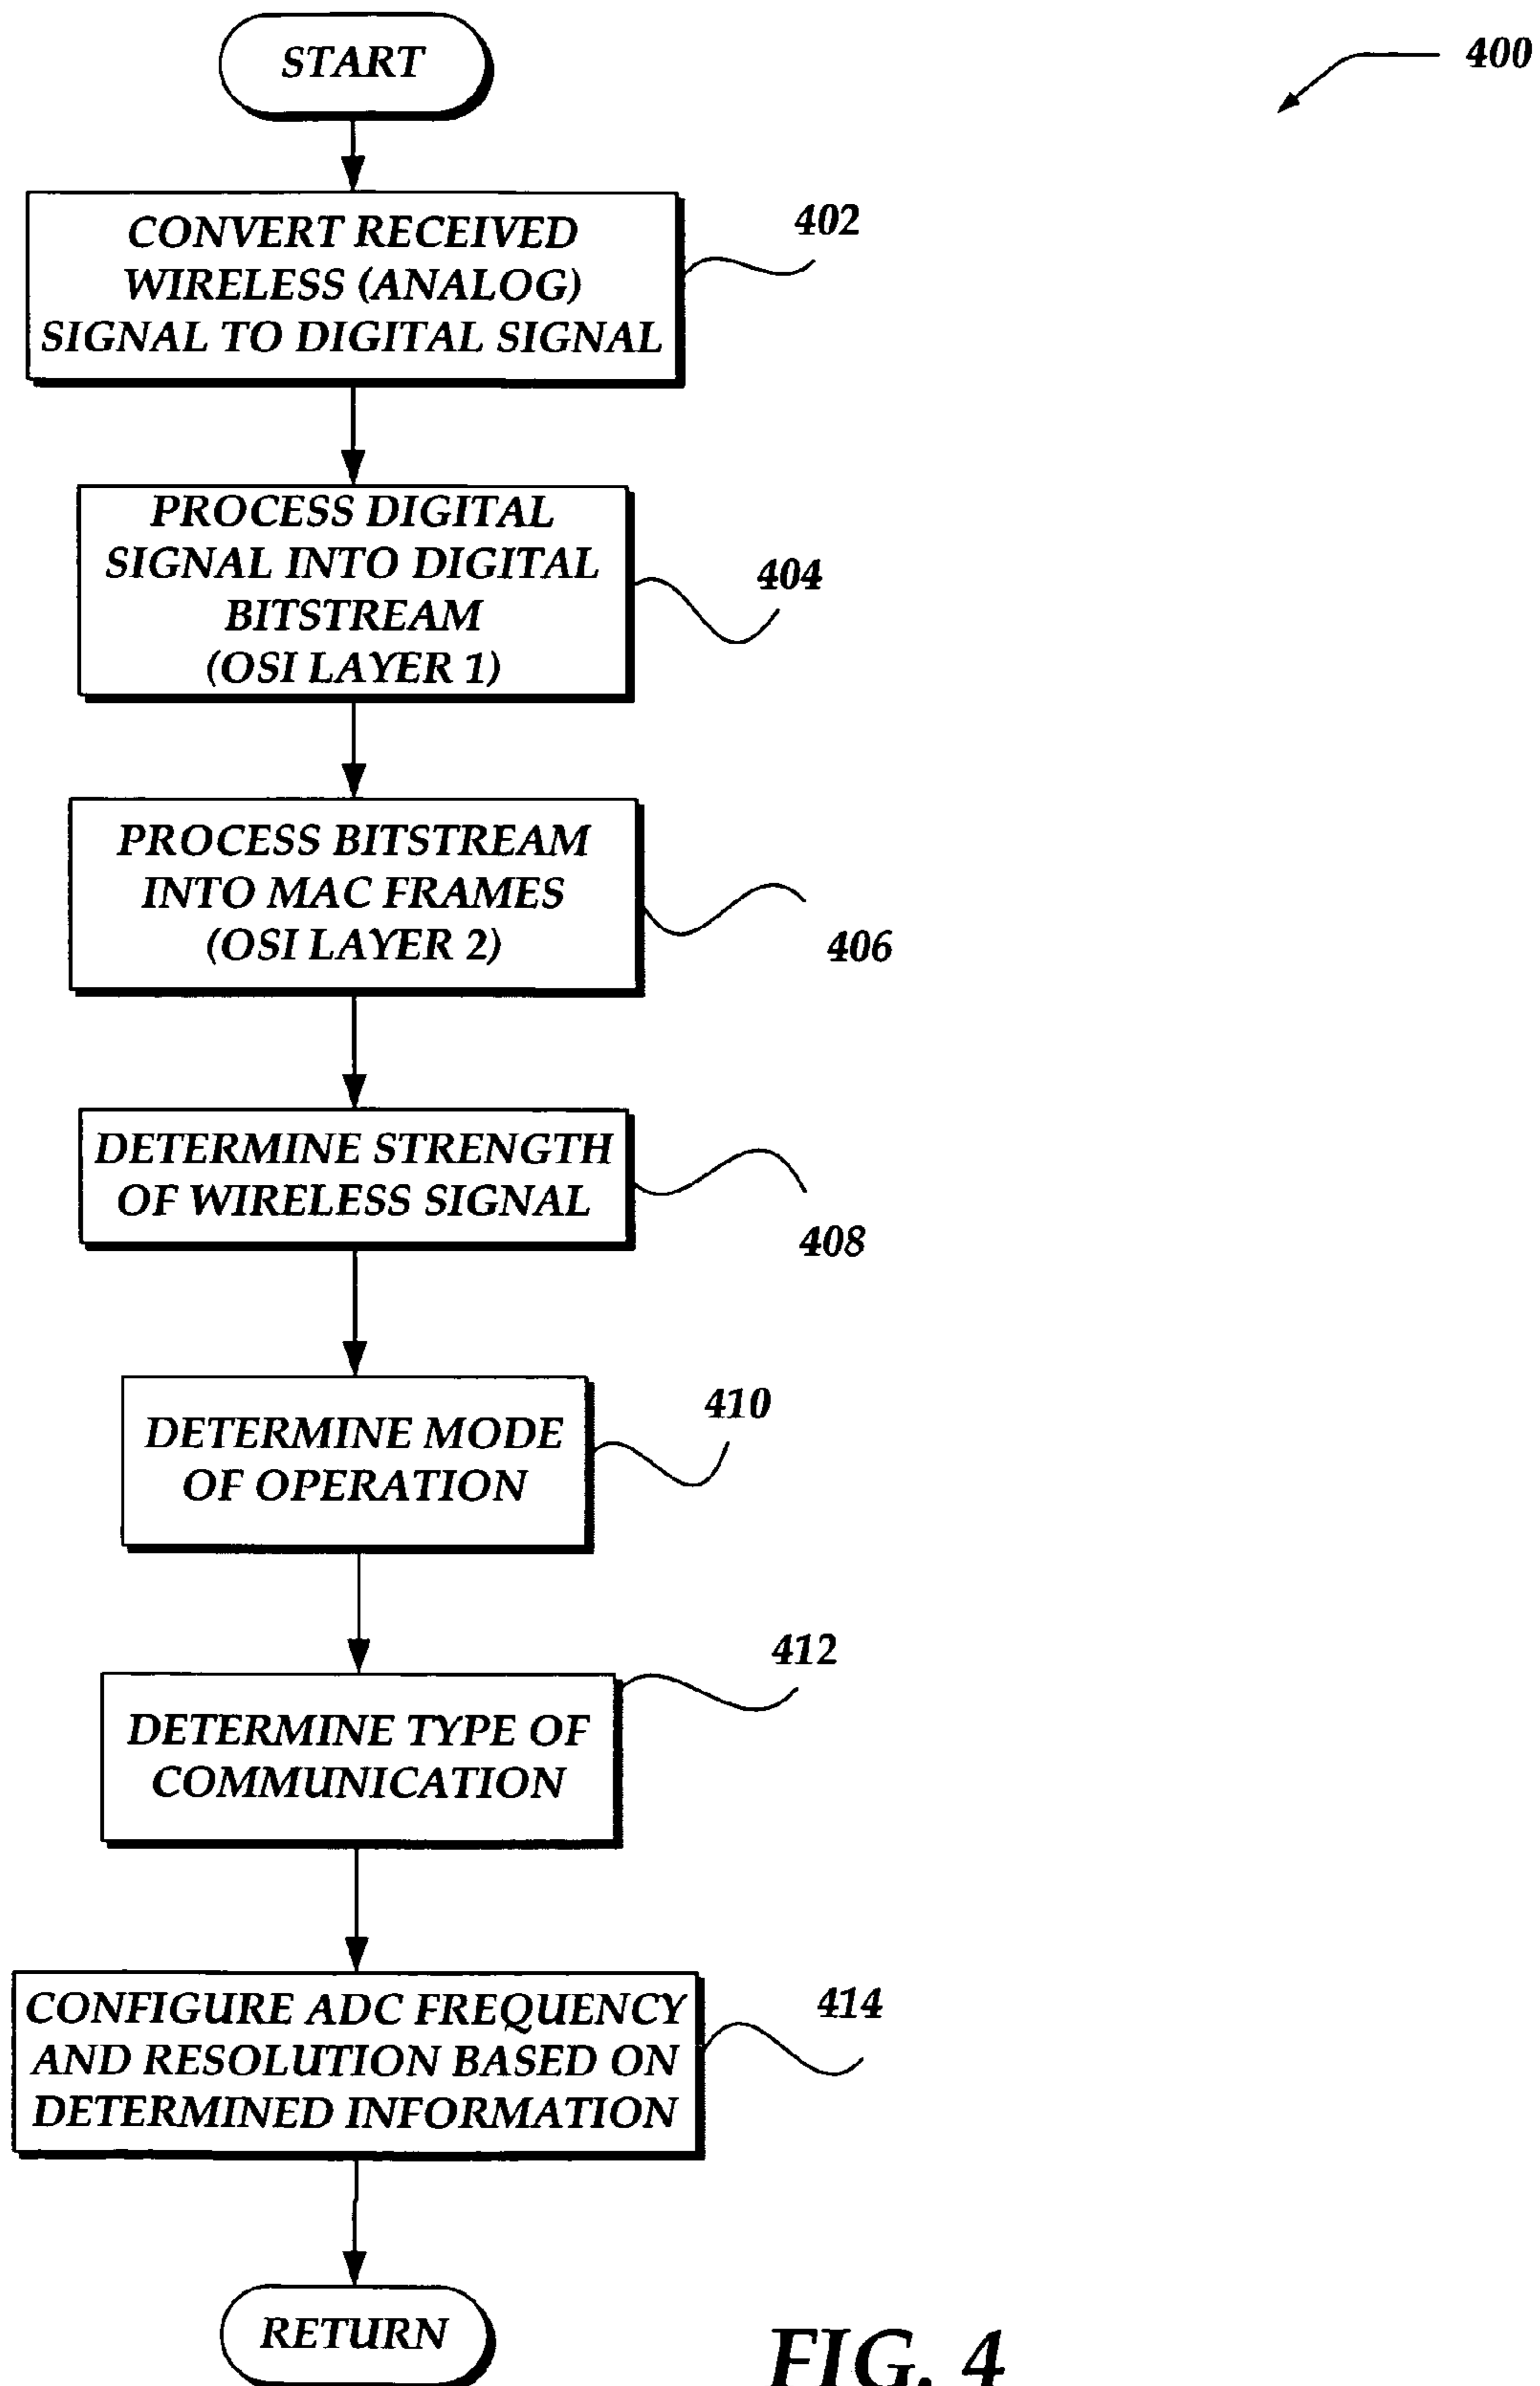 START
400
CONVERT RECEIVED
WIRELESS (ANALOG)
SIGNAL TO DIGITAL SIGNAL
402
PROCESS DIGITAL
SIGNAL INTO DIGITAL
BITSTREAM
(OSI LAYER 1)
404
PROCESS BITSTREAM
INTO MAC FRAMES
(OSI LAYER 2)
406
DETERMINE STRENGTH
OF WIRELESS SIGNAL
408
DETERMINE MODE
OF OPERATION
410
DETERMINE TYPE OF
COMMUNICATION
412
CONFIGURE ADC FREQUENCY
AND RESOLUTION BASED ON
DETERMINED INFORMATION
414
RETURN
FIG. 4